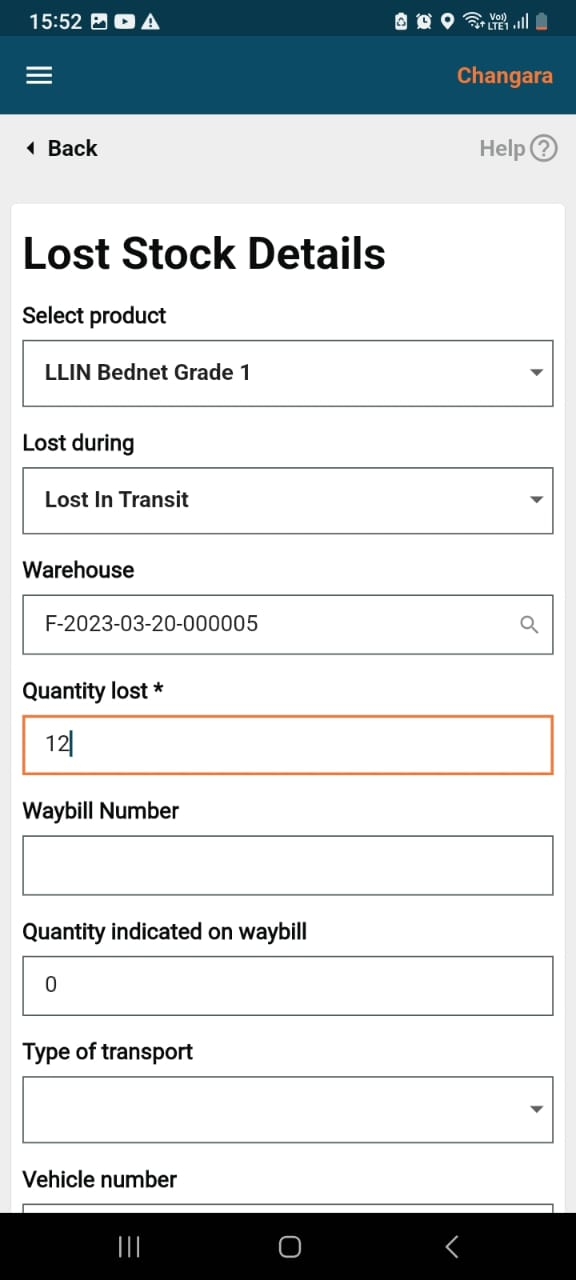 15:52
Vo)) LTE1
Changara
Back
Help ?
Lost Stock Details
Select product
LLIN Bednet Grade 1
Lost during
Lost In Transit
Warehouse
F-2023-03-20-000005
Quantity lost *
12
Waybill Number
Quantity indicated on waybill
0
Type of transport
Vehicle number